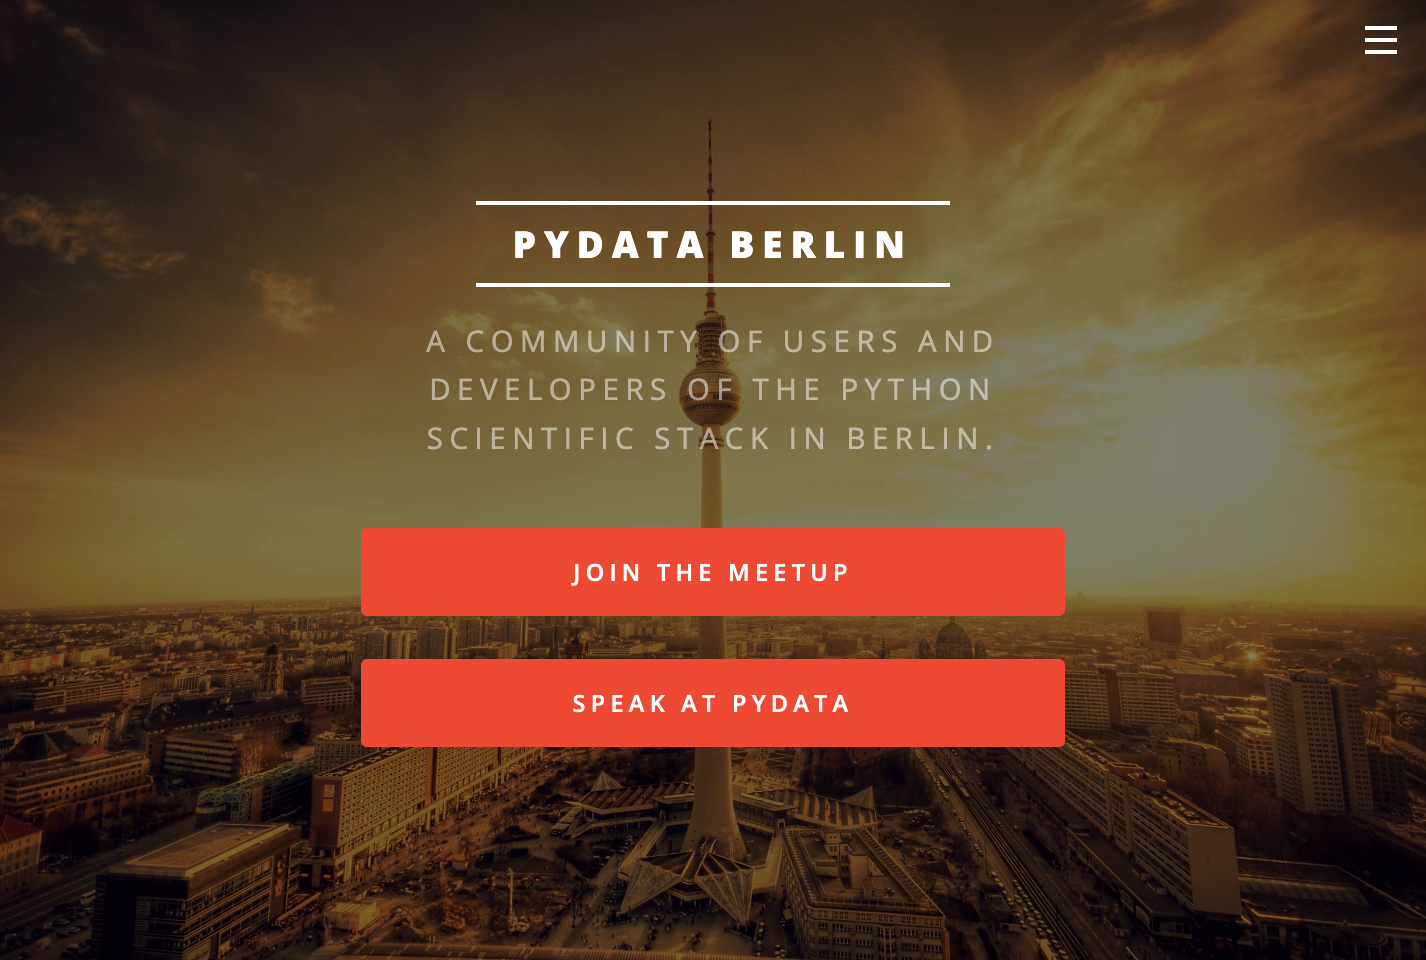 PYDATA BERLIN
A COMMUNITY OF USERS AND
DEVELOPERS OF THE PYTHON
SCIENTIFIC STACK IN BERLIN.
JOIN THE MEETUP
SPEAK AT PYDATA